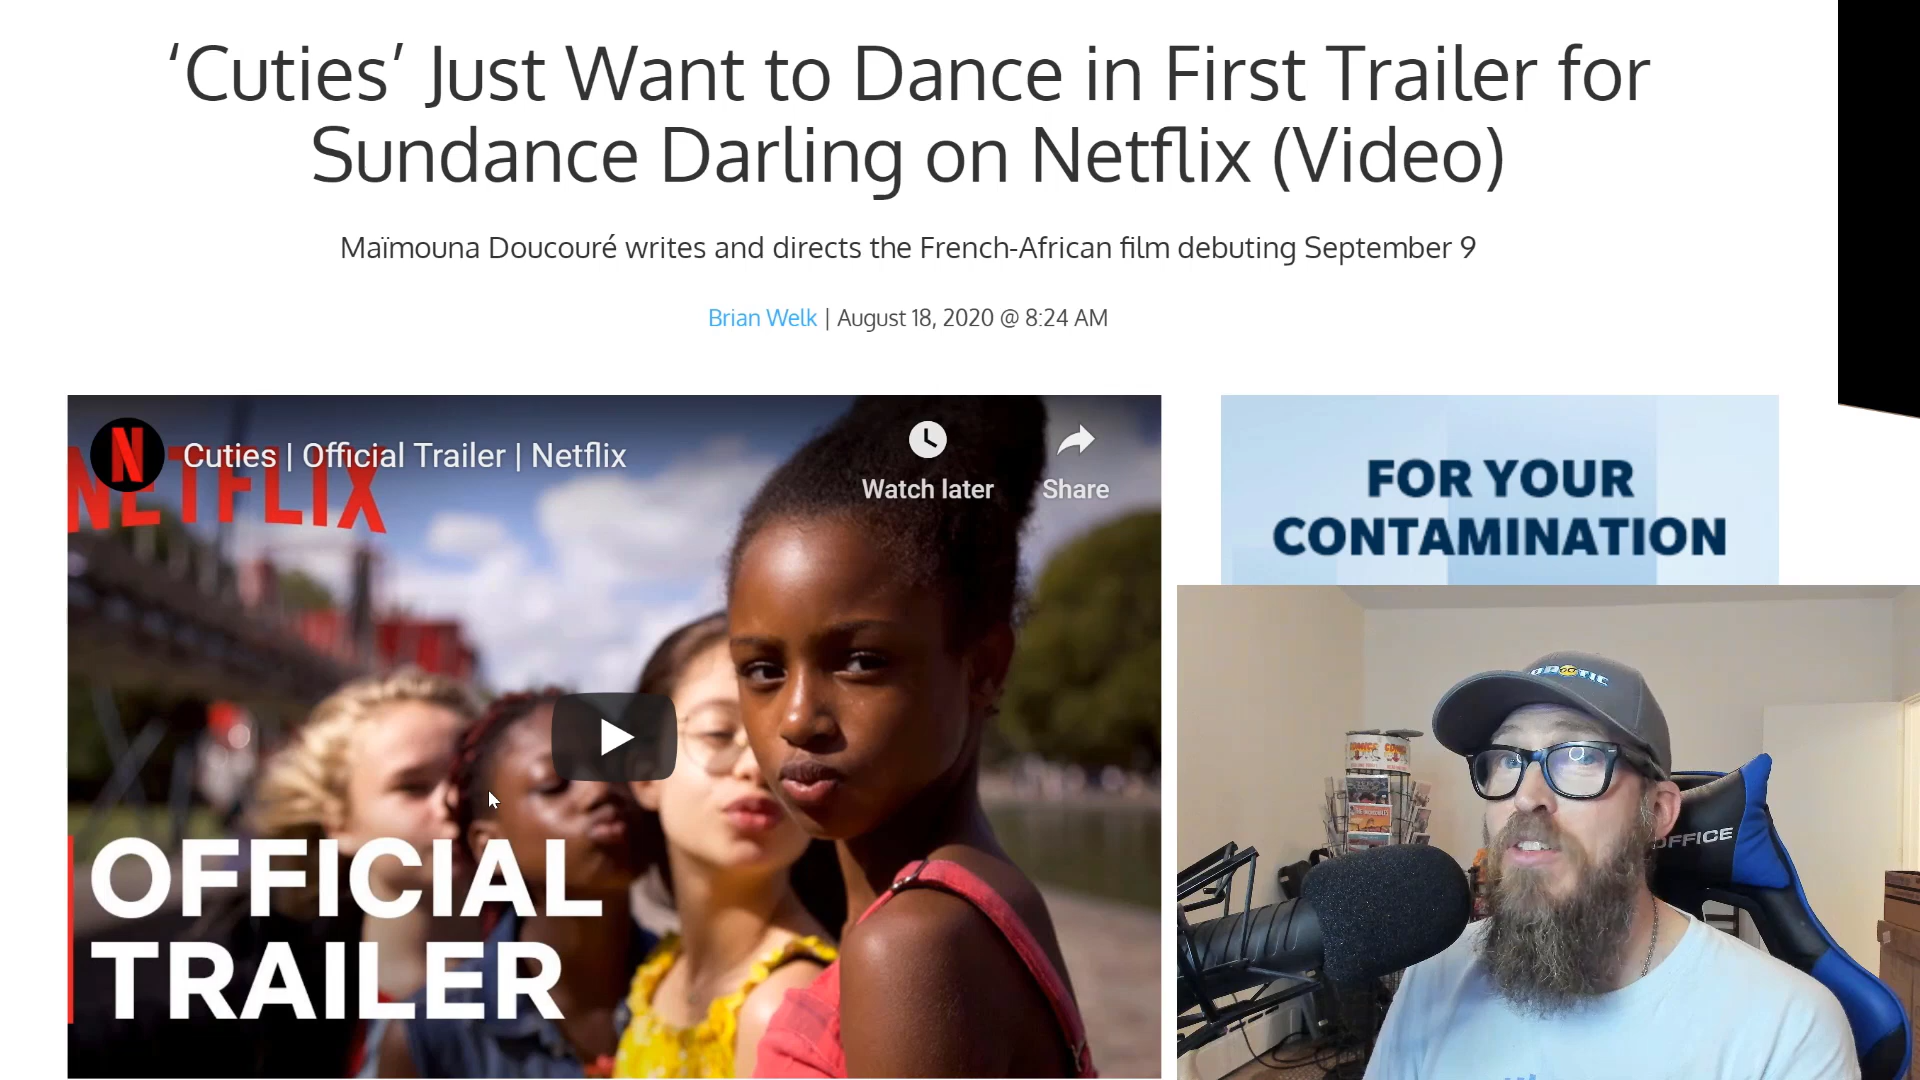 ‘Cuties’ Just Want to Dance in First Trailer for
Sundance Darling on Netflix (Video)
Maïmouna Doucouré writes and directs the French-African film debuting September 9
Brian Welk | August 18, 2020 @ 8:24 AM
NETFLIX
N
Cuties | Official Trailer | Netflix
Watch later
Share
OFFICIAL
TRAILER
FOR YOUR
CONTAMINATION
OFFICE
COMICS